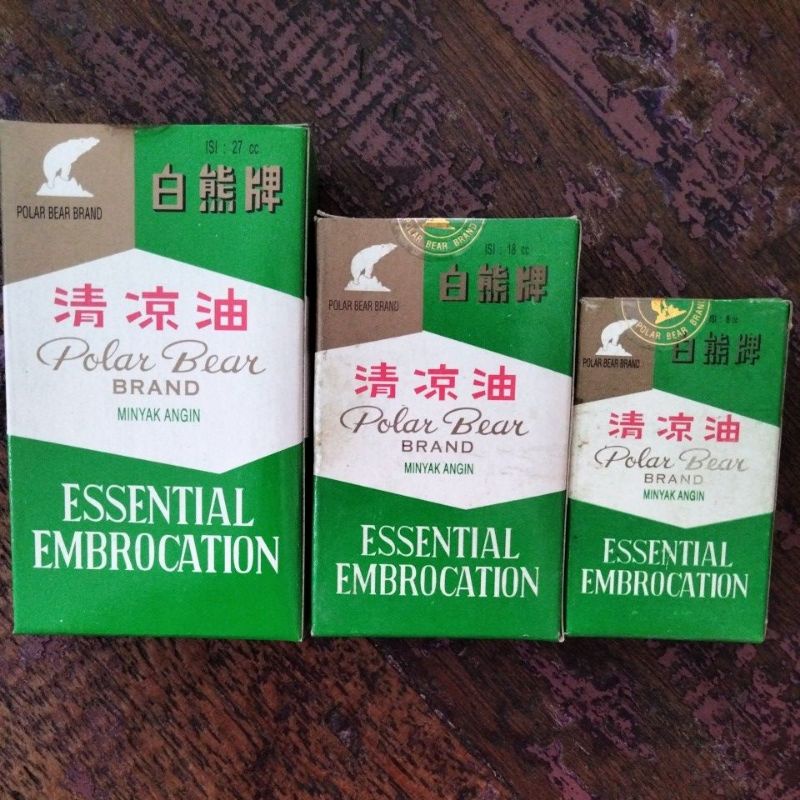 ISI : 27 cc
白熊牌
POLAR BEAR BRAND
清凉油
Polar Bear
BRAND
MINYAK ANGIN
ESSENTIAL
EMBROCATION
POLAR BEAR BRAND
ISI : 18 cc
白熊牌
POLAR BEAR BRAND
清凉油
Polar Bear
BRAND
MINYAK ANGIN
ESSENTIAL
EMBROCATION
POLAR BEAR BRAND
ISI : 6 cc
白熊牌
POLAR BEAR BRAND
清凉油
Polar Bear
BRAND
MINYAK ANGIN
ESSENTIAL
EMBROCATION